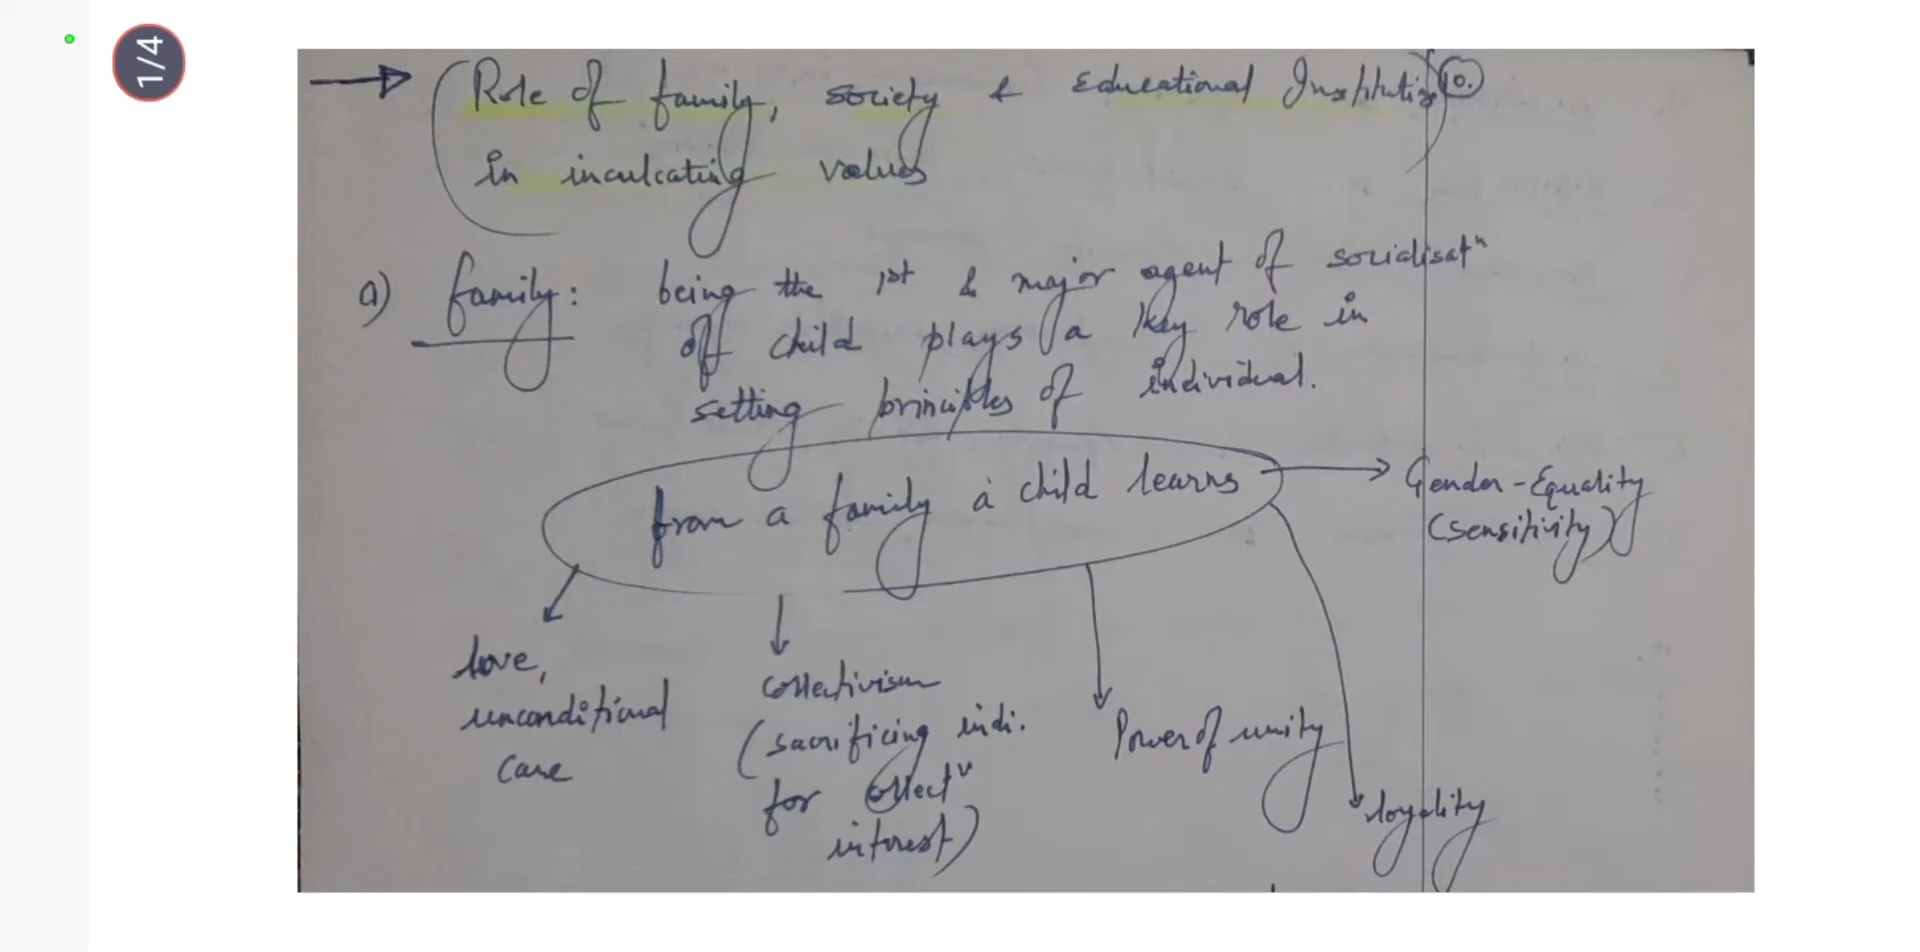 1/4
Role of family, society & Educational Institutions 10.
in inculcating values
a) family: being the 1st & major agent of socialisatn
of child plays a key role in
setting principles of individual.
from a family a child learns
Gender-Equality
(sensitivity)
love,
unconditional
care
collectivism
(sacrificing indi.
for collectv
interest)
Power of unity
loyality